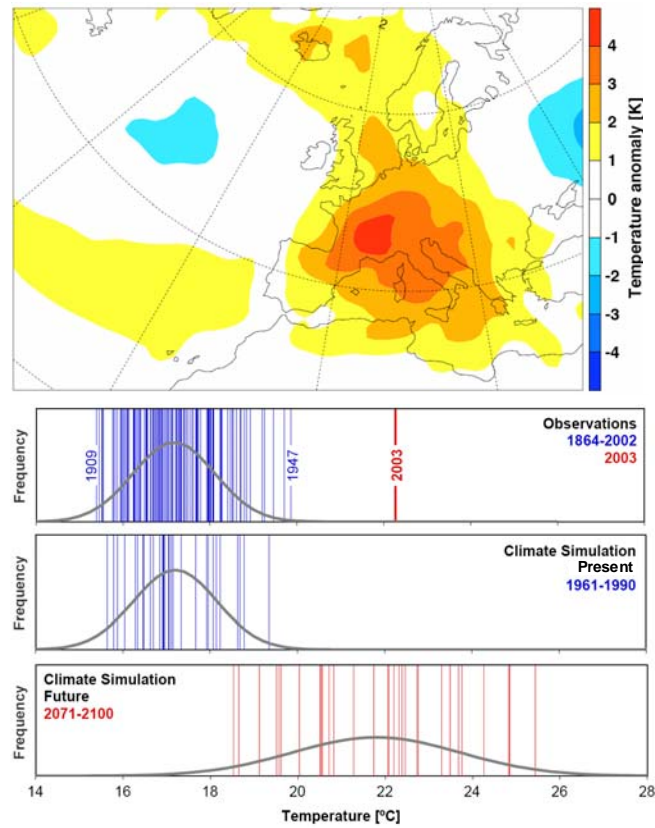 2
4
3
2
1
0
-1
-2
-3
-4
Temperature anomaly [K]
Frequency
1909
1947
2003
Observations
1864-2002
2003
Frequency
Climate Simulation
Present
1961-1990
Frequency
Climate Simulation
Future
2071-2100
14 16 18 20 22 24 26 28
Temperature [ºC]